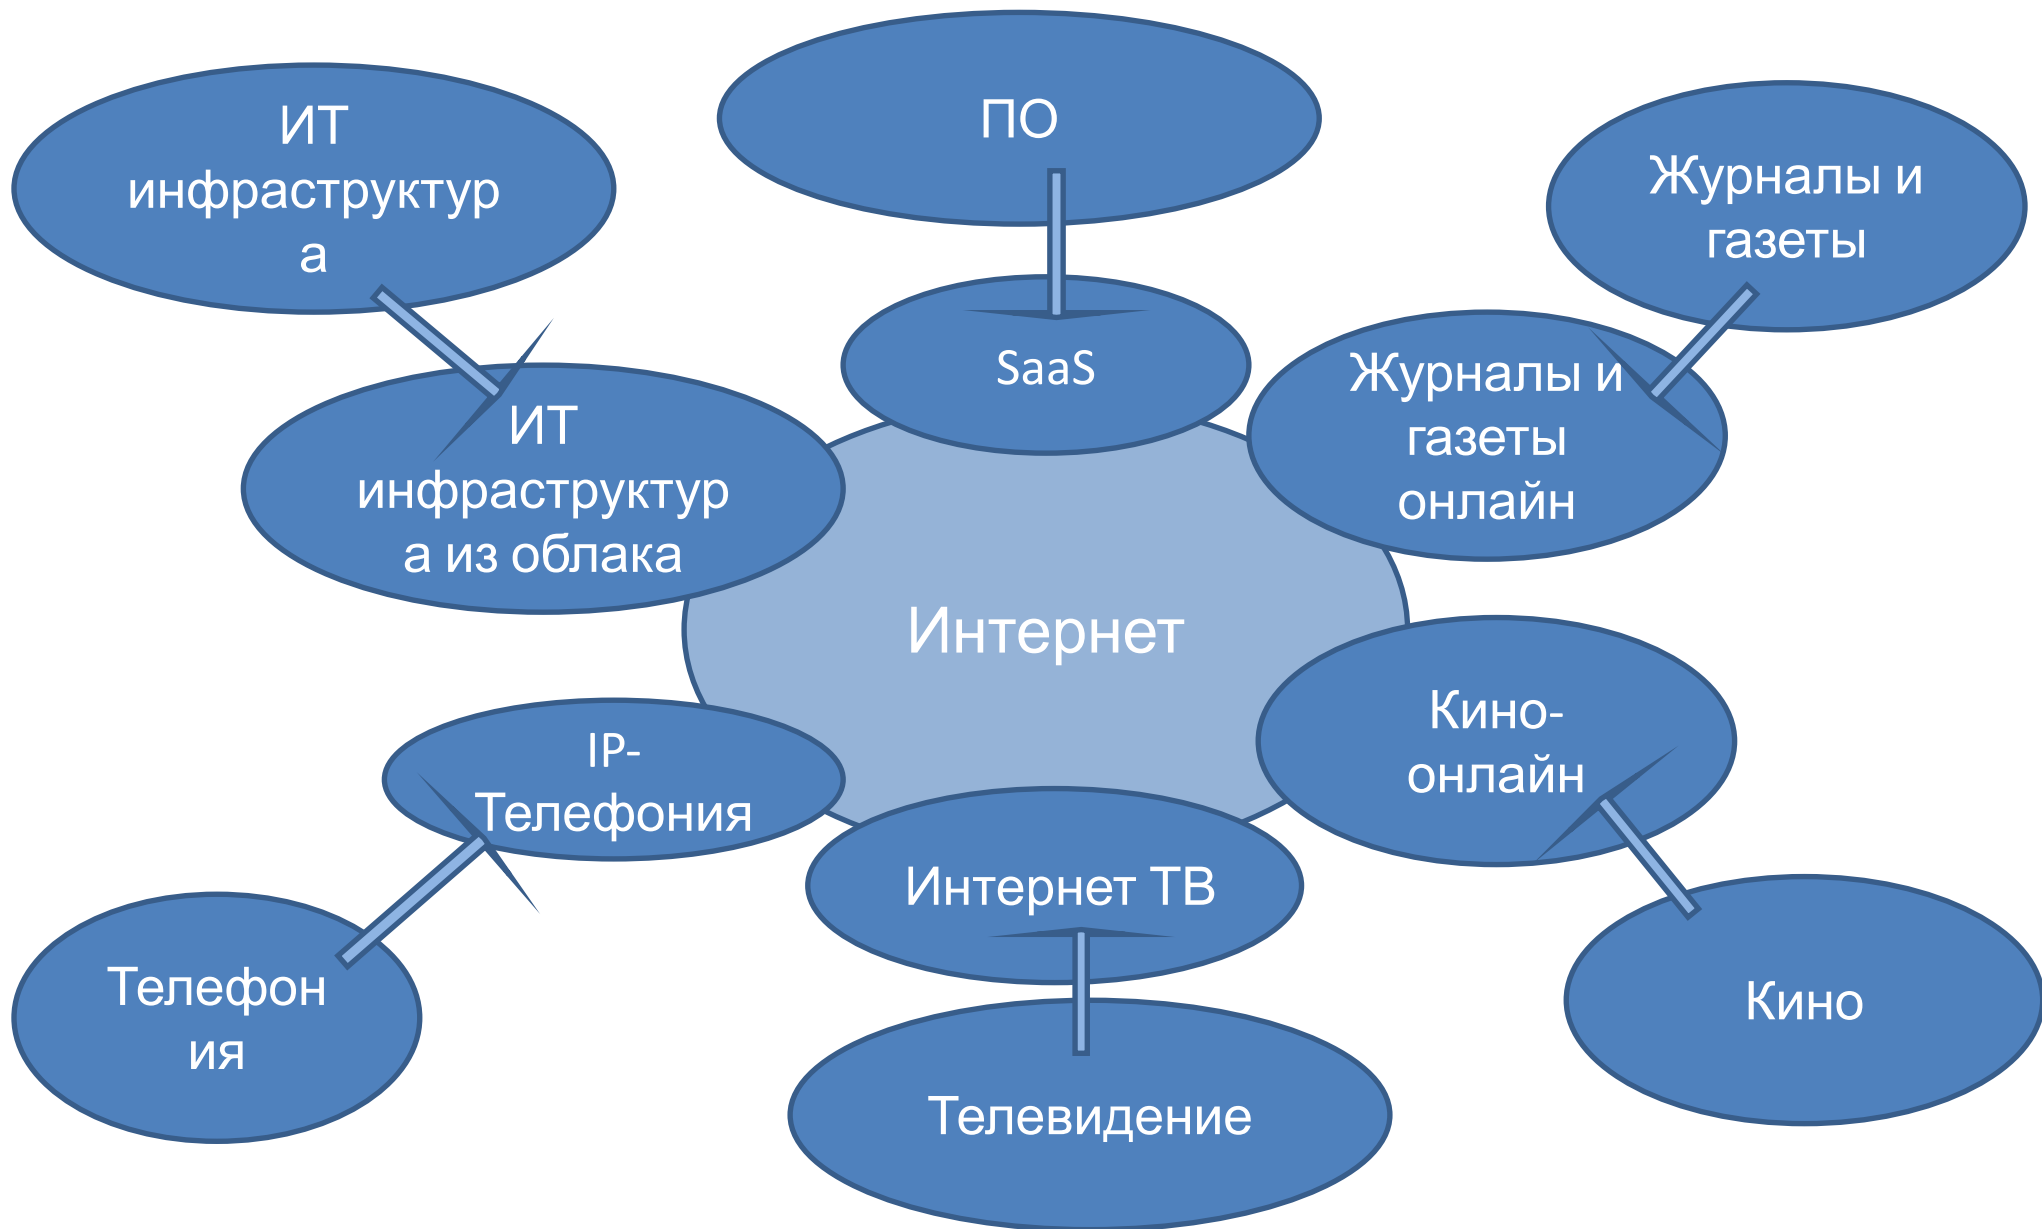 ИТ
инфраструктур
а
ПО
Журналы и
газеты
SaaS
Журналы и
газеты
онлайн
ИТ
инфраструктур
а из облака
Интернет
Кино-
онлайн
IP-
Телефония
Интернет ТВ
Телефон
ия
Кино
Телевидение